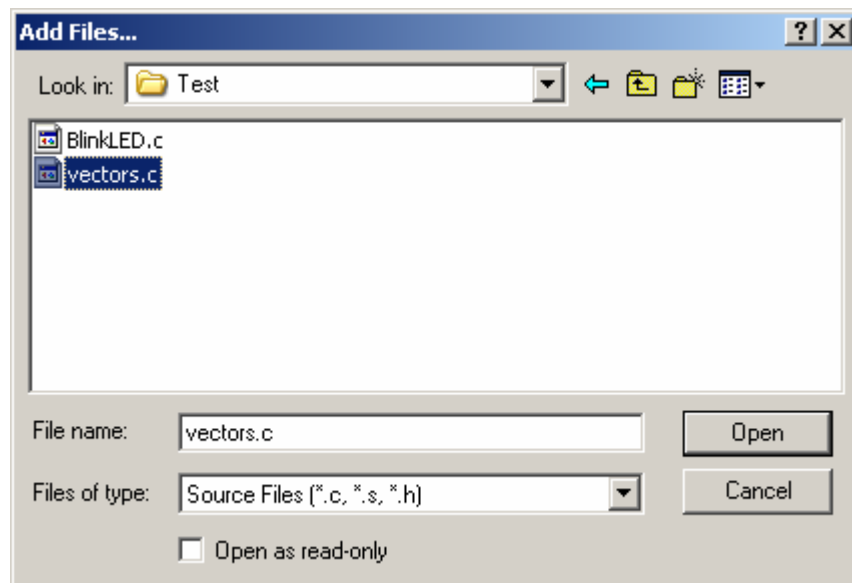 Add Files...
Look in: Test
BlinkLED.c
vectors.c
File name: vectors.c Open
Files of type: Source Files (*.c, *.s, *.h) Cancel
Open as read-only